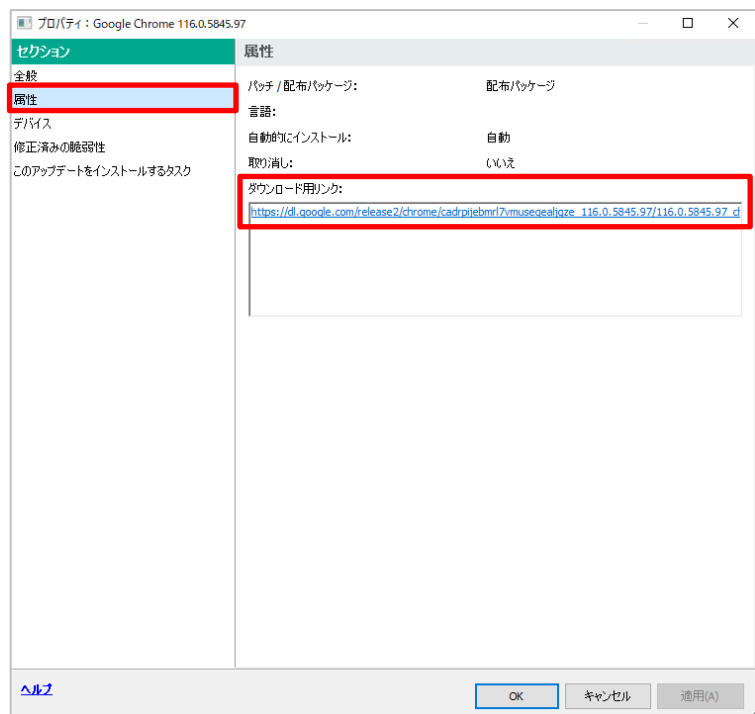 プロパティ：Google Chrome 116.0.5845.97
セクション
属性
全般
属性
デバイス
修正済みの脆弱性
このアップデートをインストールするタスク
パッチ / 配布パッケージ: 配布パッケージ
言語:
自動的にインストール: 自動
取り消し: いいえ
ダウンロード用リンク:
https://dl.google.com/release2/chrome/cadrpijebmrl7vmuseqealjqze_116.0.5845.97/116.0.5845.97_cl
ヘルプ
OK キャンセル 適用(A)